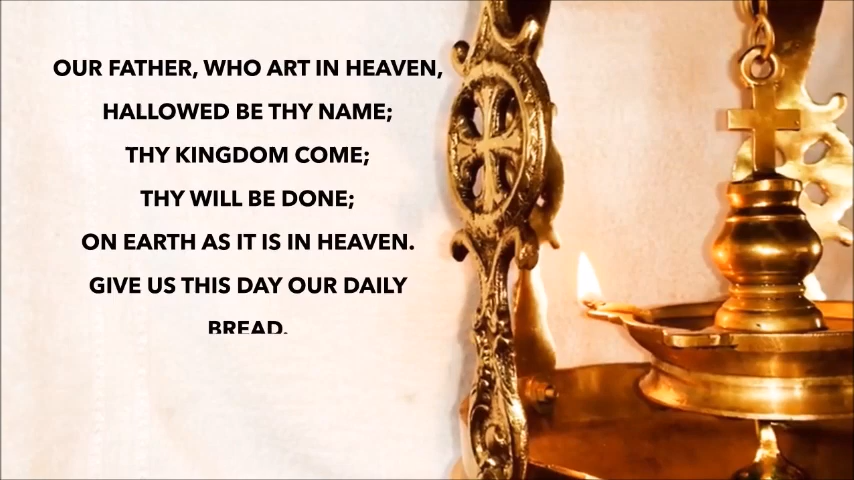 OUR FATHER, WHO ART IN HEAVEN,
HALLOWED BE THY NAME;
THY KINGDOM COME;
THY WILL BE DONE;
ON EARTH AS IT IS IN HEAVEN.
GIVE US THIS DAY OUR DAILY
BREAD.